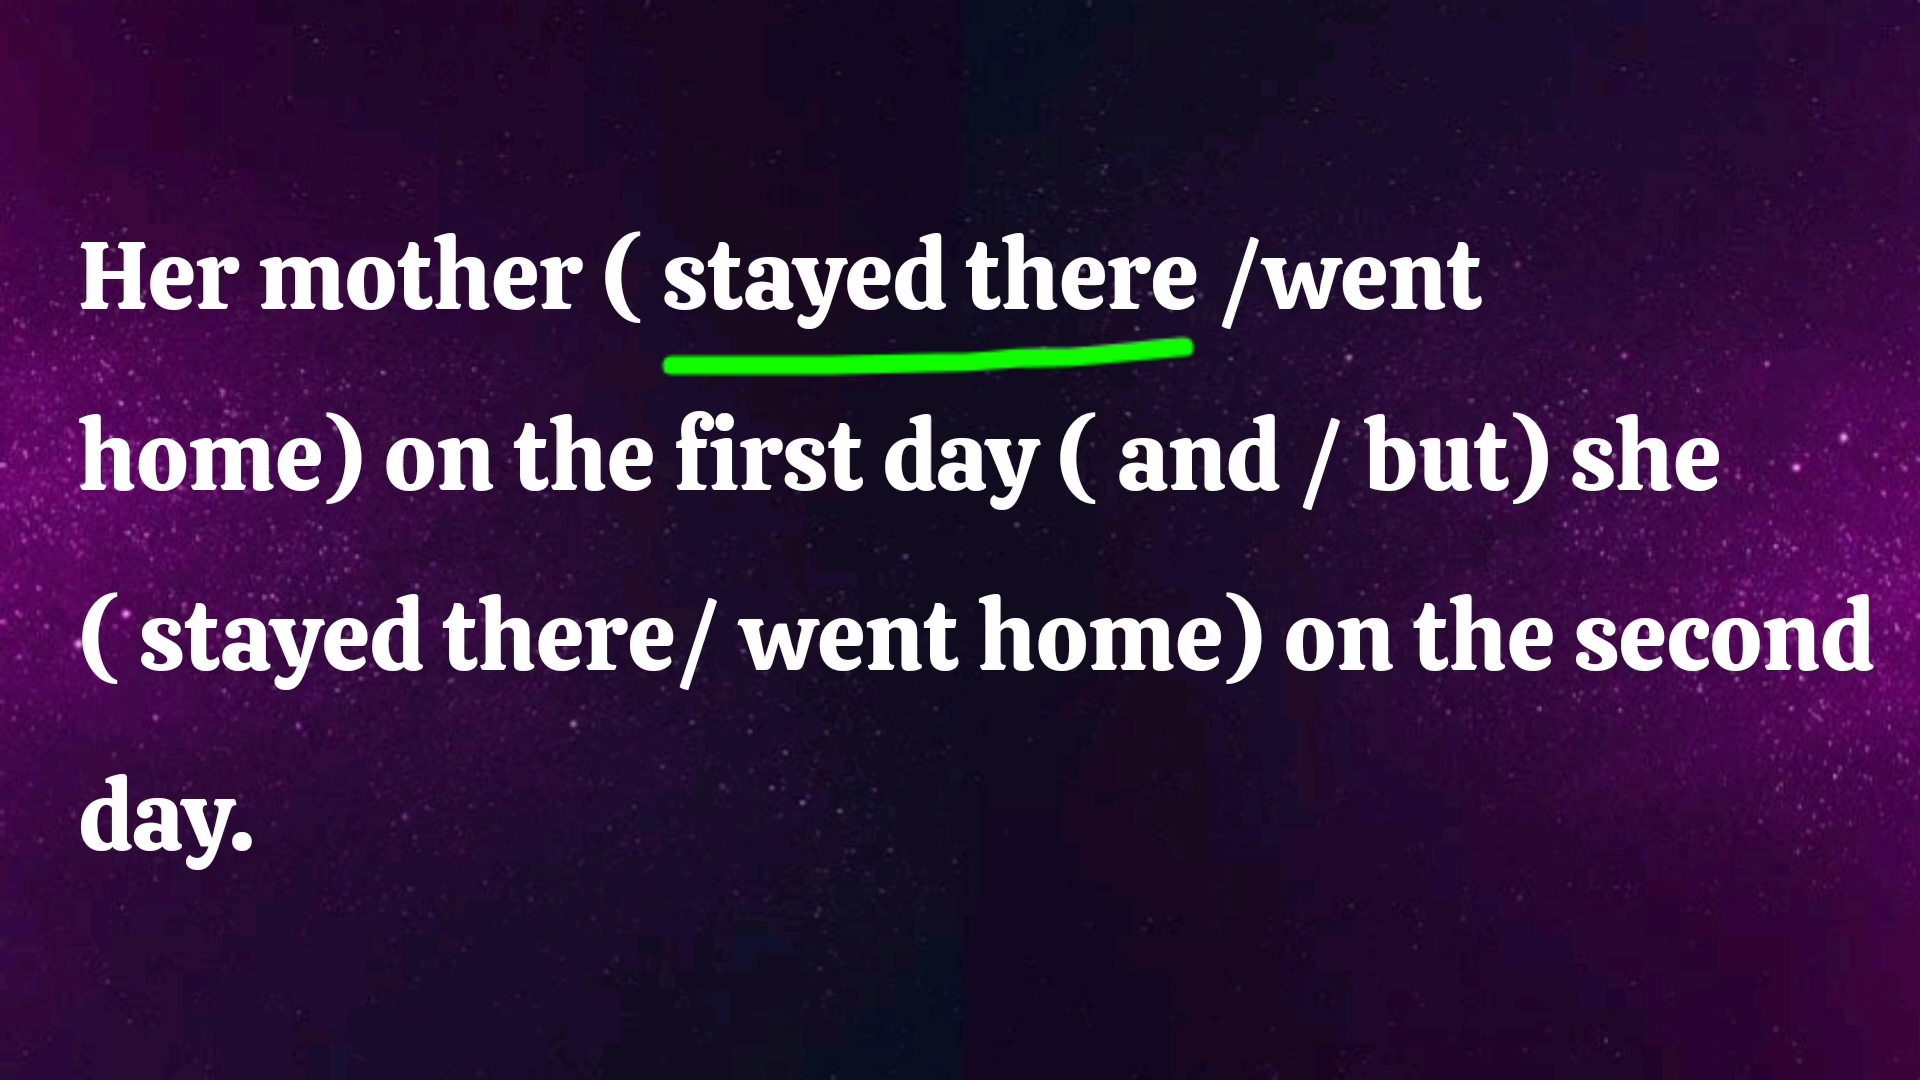 Her mother ( stayed there /went
home) on the first day ( and / but) she
( stayed there/ went home) on the second
day.